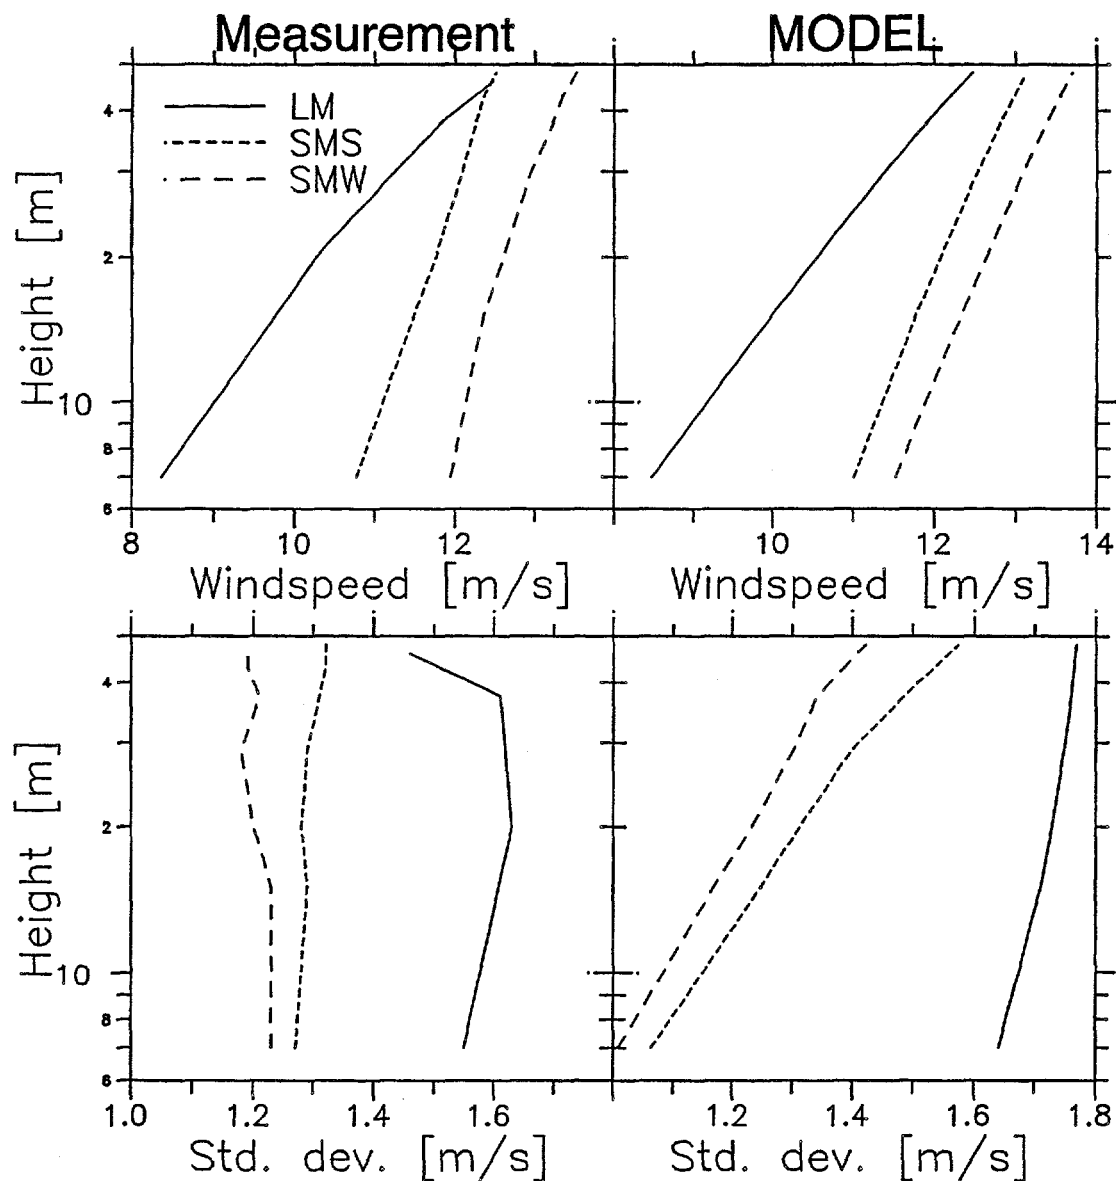 Measurement MODEL
LM
SMS
SMW
Height [m]
4
2
10
8
6
8 10 12 10 12 14
Windspeed [m/s] Windspeed [m/s]
Height [m]
4
2
10
8
6
1.0 1.2 1.4 1.6 1.2 1.4 1.6 1.8
Std. dev. [m/s] Std. dev. [m/s]